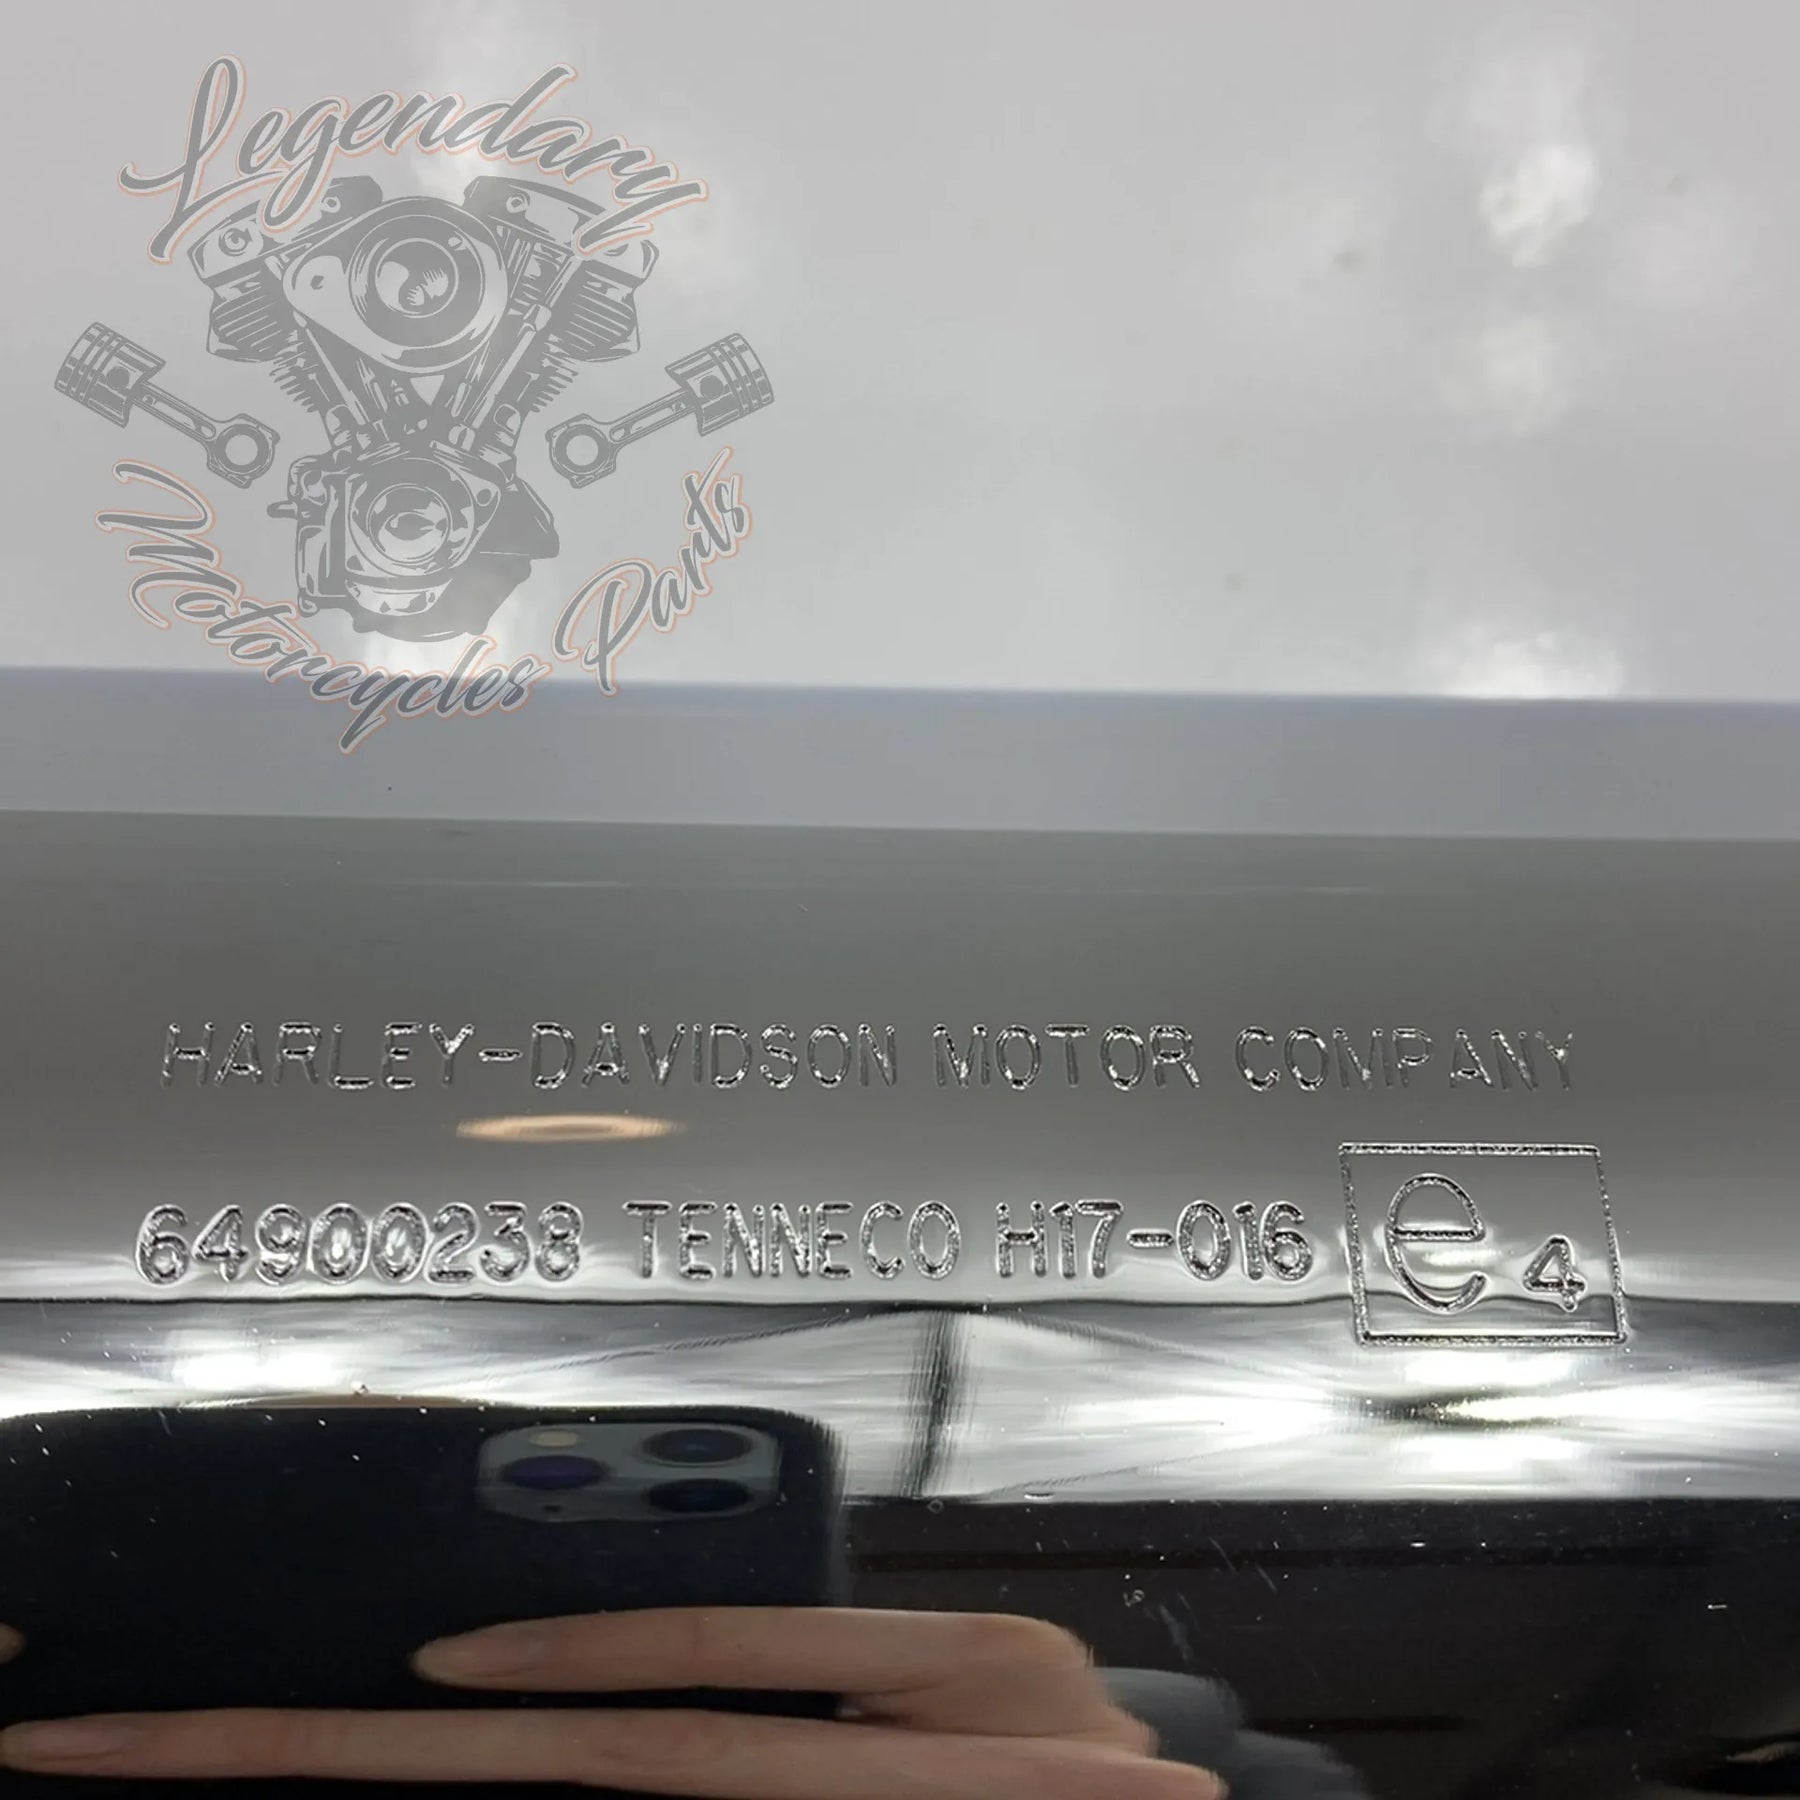 Legendary
Motorcycles Parts
HARLEY-DAVIDSON MOTOR COMPANY
64900238 TENNECO H17-016 e4